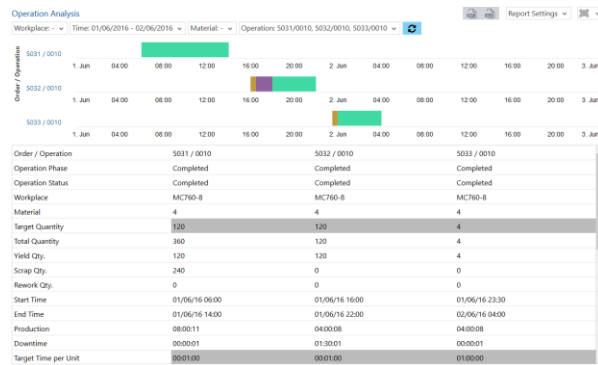 Operation Analysis
Report Settings
Workplace: - Time: 01/06/2016 - 02/06/2016 Material: - Operation: 5031/0010, 5032/0010, 5033/0010
Order / Operation
5031 / 0010
1. Jun 04:00 08:00 12:00 16:00 20:00 2. Jun 04:00 08:00 12:00 16:00 20:00 3. Jun
5032 / 0010
1. Jun 04:00 08:00 12:00 16:00 20:00 2. Jun 04:00 08:00 12:00 16:00 20:00 3. Jun
5033 / 0010
1. Jun 04:00 08:00 12:00 16:00 20:00 2. Jun 04:00 08:00 12:00 16:00 20:00 3. Jun
Order / Operation 5031 / 0010 5032 / 0010 5033 / 0010
Operation Phase Completed Completed Completed
Operation Status Completed Completed Completed
Workplace MC760-8 MC760-8 MC760-8
Material 4 4 4
Target Quantity 120 120 4
Total Quantity 360 120 4
Yield Qty. 120 120 4
Scrap Qty. 240 0 0
Rework Qty. 0 0 0
Start Time 01/06/16 06:00 01/06/16 16:00 01/06/16 23:30
End Time 01/06/16 14:00 01/06/16 22:00 02/06/16 04:00
Production 08:00:11 04:00:08 04:00:08
Downtime 00:00:01 01:30:01 00:00:01
Target Time per Unit 00:01:00 00:01:00 01:00:00